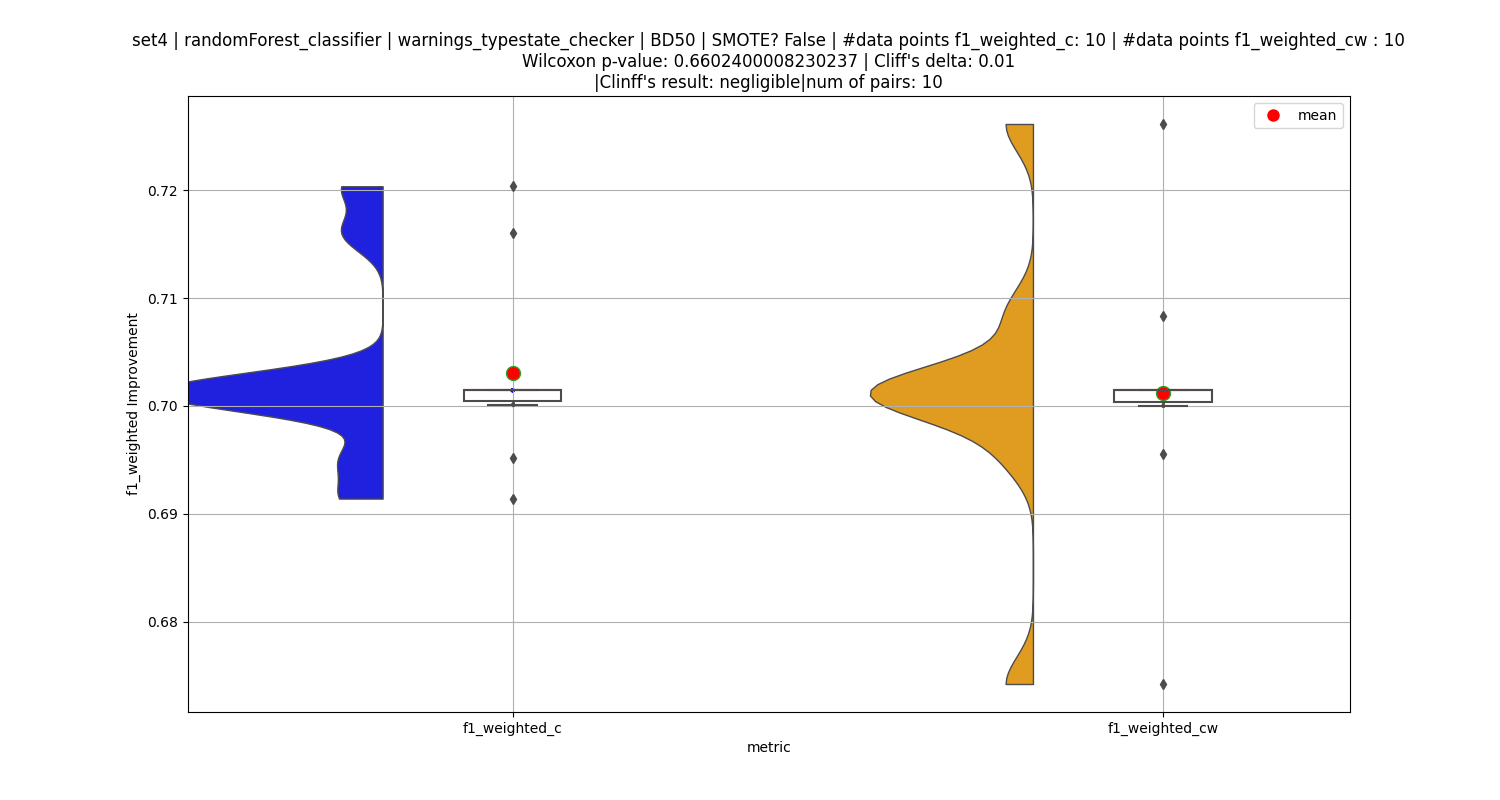 set4 | randomForest_classifier | warnings_typestate_checker | BD50 | SMOTE? False | #data points f1_weighted_c: 10 | #data points f1_weighted_cw : 10
Wilcoxon p-value: 0.6602400008230237 | Cliff's delta: 0.01
|Clinff's result: negligible|num of pairs: 10
mean
f1_weighted Improvement
0.72
0.71
0.70
0.69
0.68
f1_weighted_c
f1_weighted_cw
metric